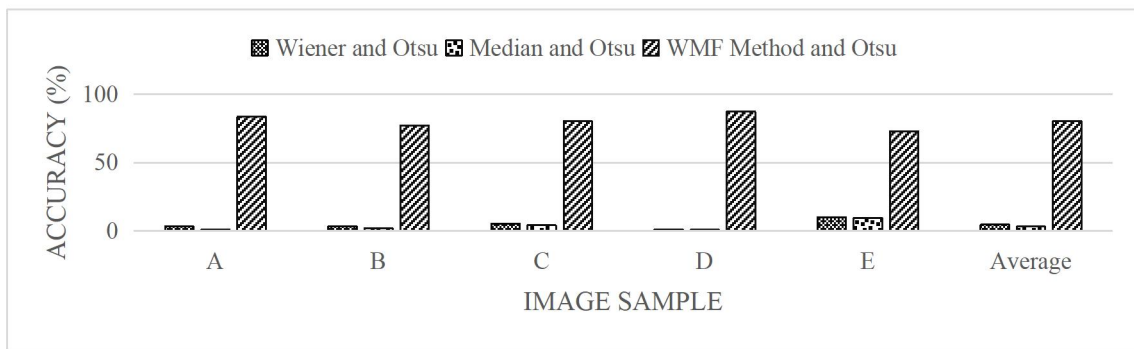 Wiener and Otsu Median and Otsu WMF Method and Otsu
ACCURACY (%)
100
50
0
A B C D E Average
IMAGE SAMPLE